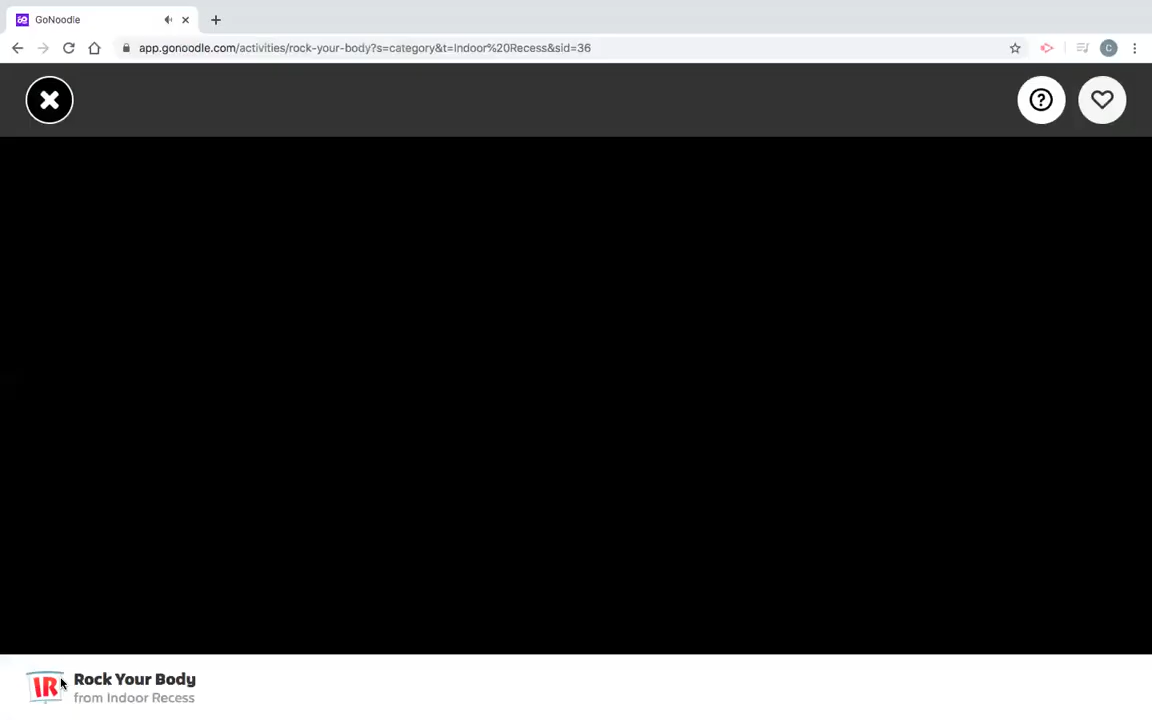 GoNoodle
app.gonoodle.com/activities/rock-your-body?s=category&t=Indoor%20Recess&sid=36
C
?
IR
Rock Your Body
from Indoor Recess